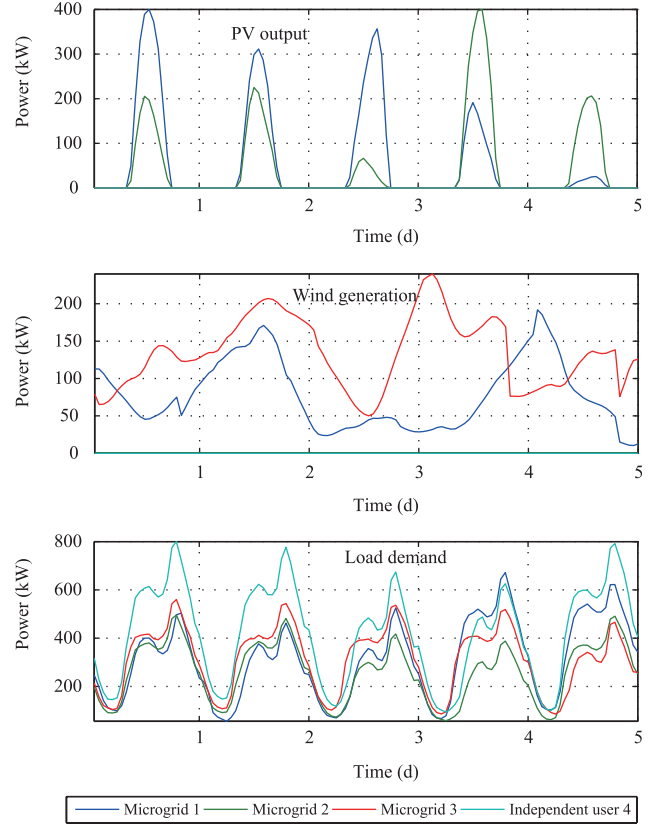 400
300
200
100
0
Power (kW)
PV output
1
2
3
4
5
Time (d)
200
150
100
50
0
Power (kW)
Wind generation
1
2
3
4
5
Time (d)
800
600
400
200
Power (kW)
Load demand
1
2
3
4
5
Time (d)
Microgrid 1 Microgrid 2 Microgrid 3 Independent user 4